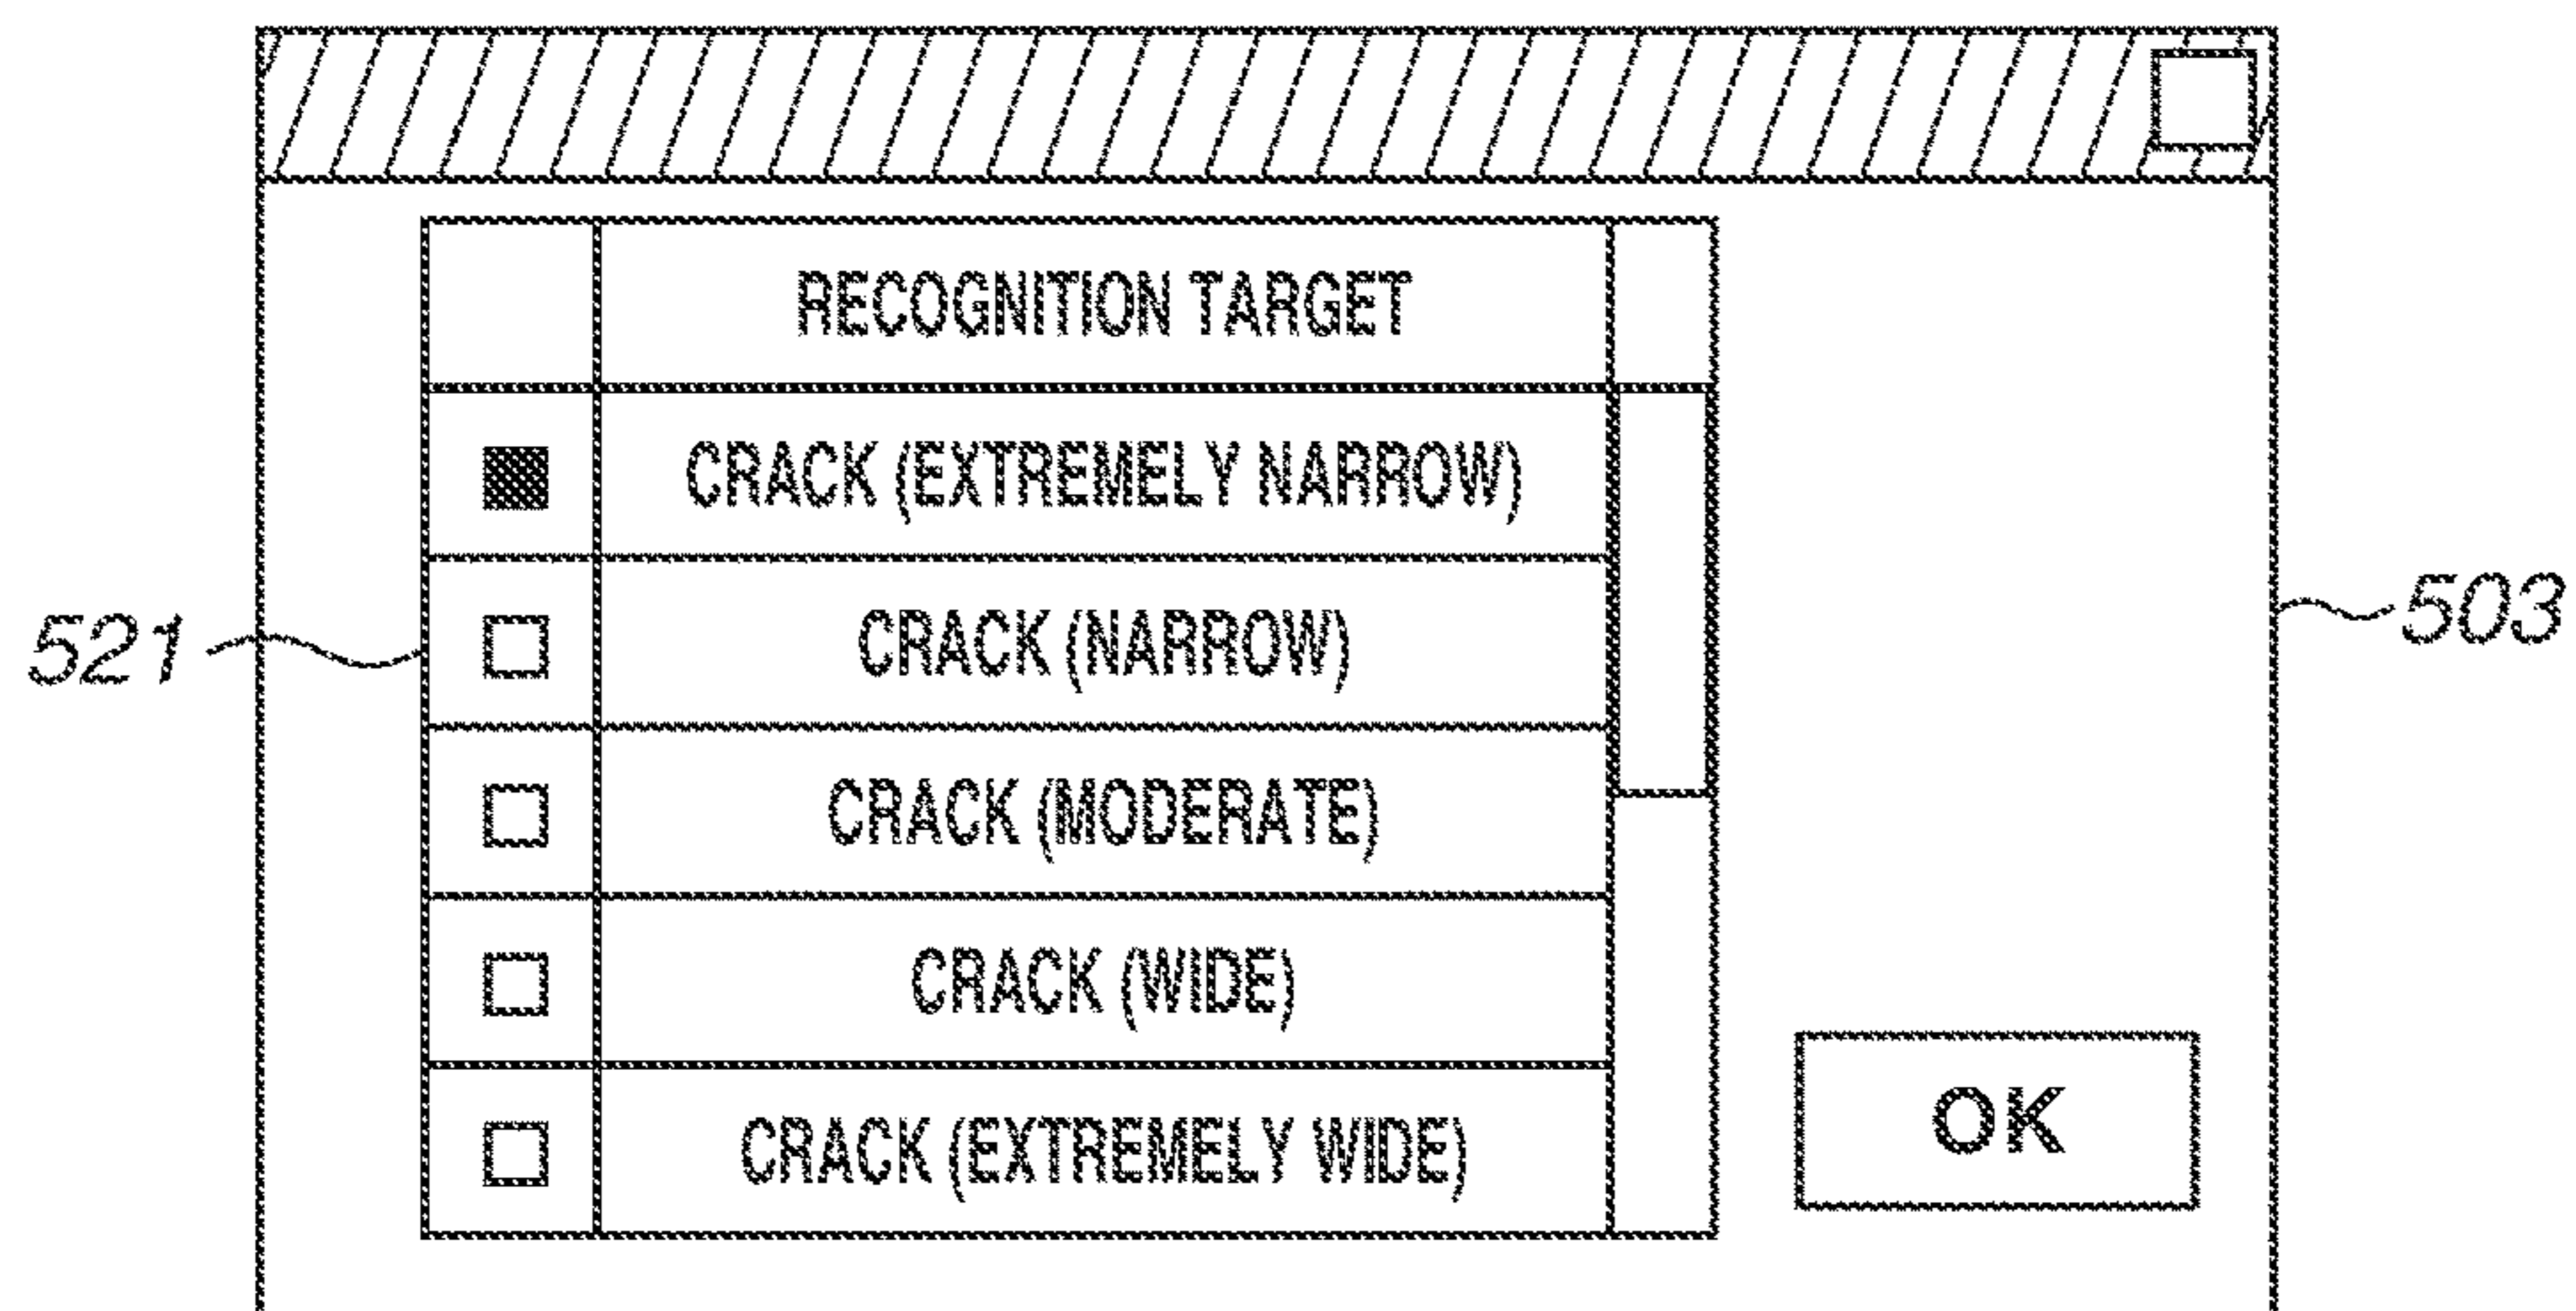 RECOGNITION TARGET
CRACK (EXTREMELY NARROW)
521
CRACK (NARROW)
503
CRACK (MODERATE)
CRACK (WIDE)
CRACK (EXTREMELY WIDE)
OK